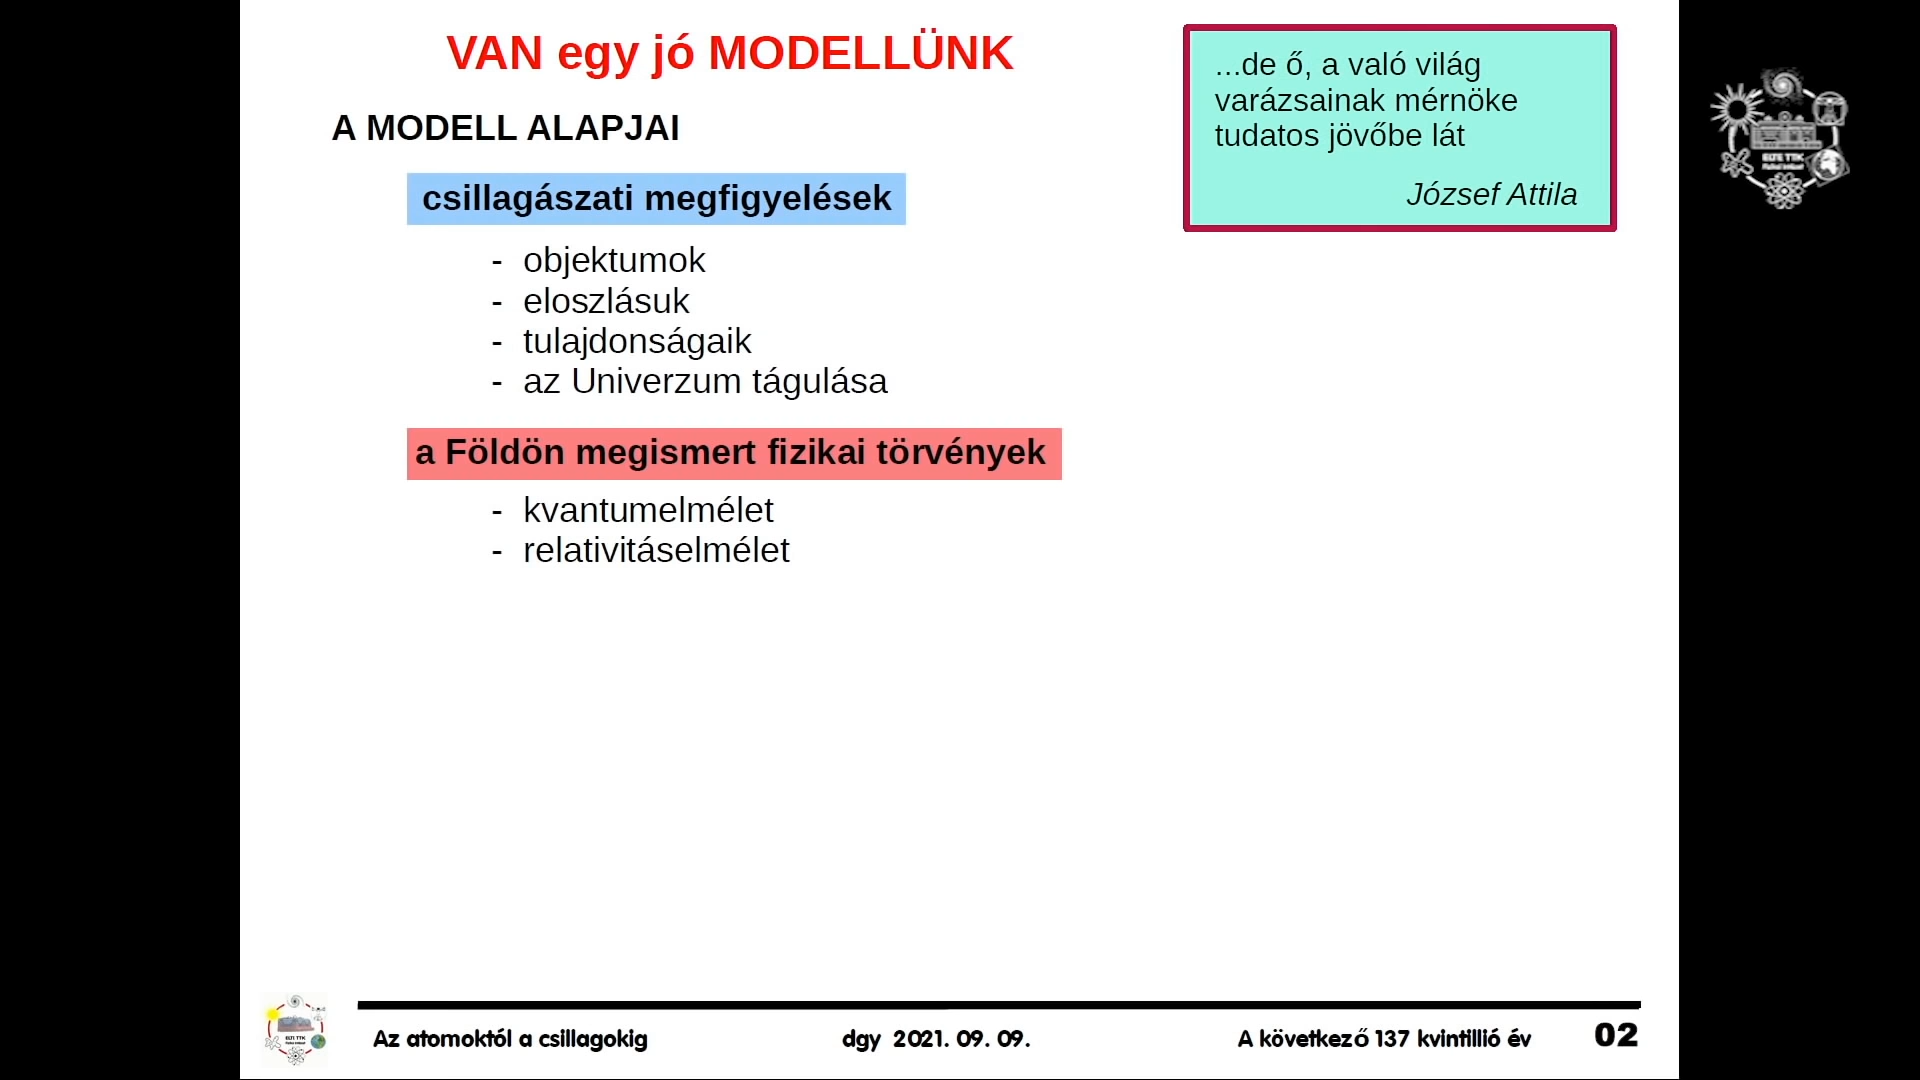 VAN egy jó MODELLÜNK
...de ő, a való világ
varázsainak mérnöke
tudatos jövőbe lát
József Attila
A MODELL ALAPJAI
csillagászati megfigyelések
- objektumok
- eloszlásuk
- tulajdonságaik
- az Univerzum tágulása
a Földön megismert fizikai törvények
- kvantumelmélet
- relativitáselmélet
ELTE TTK
Az atomoktól a csillagokig
dgy 2021. 09. 09.
A következő 137 kvintillió év
02